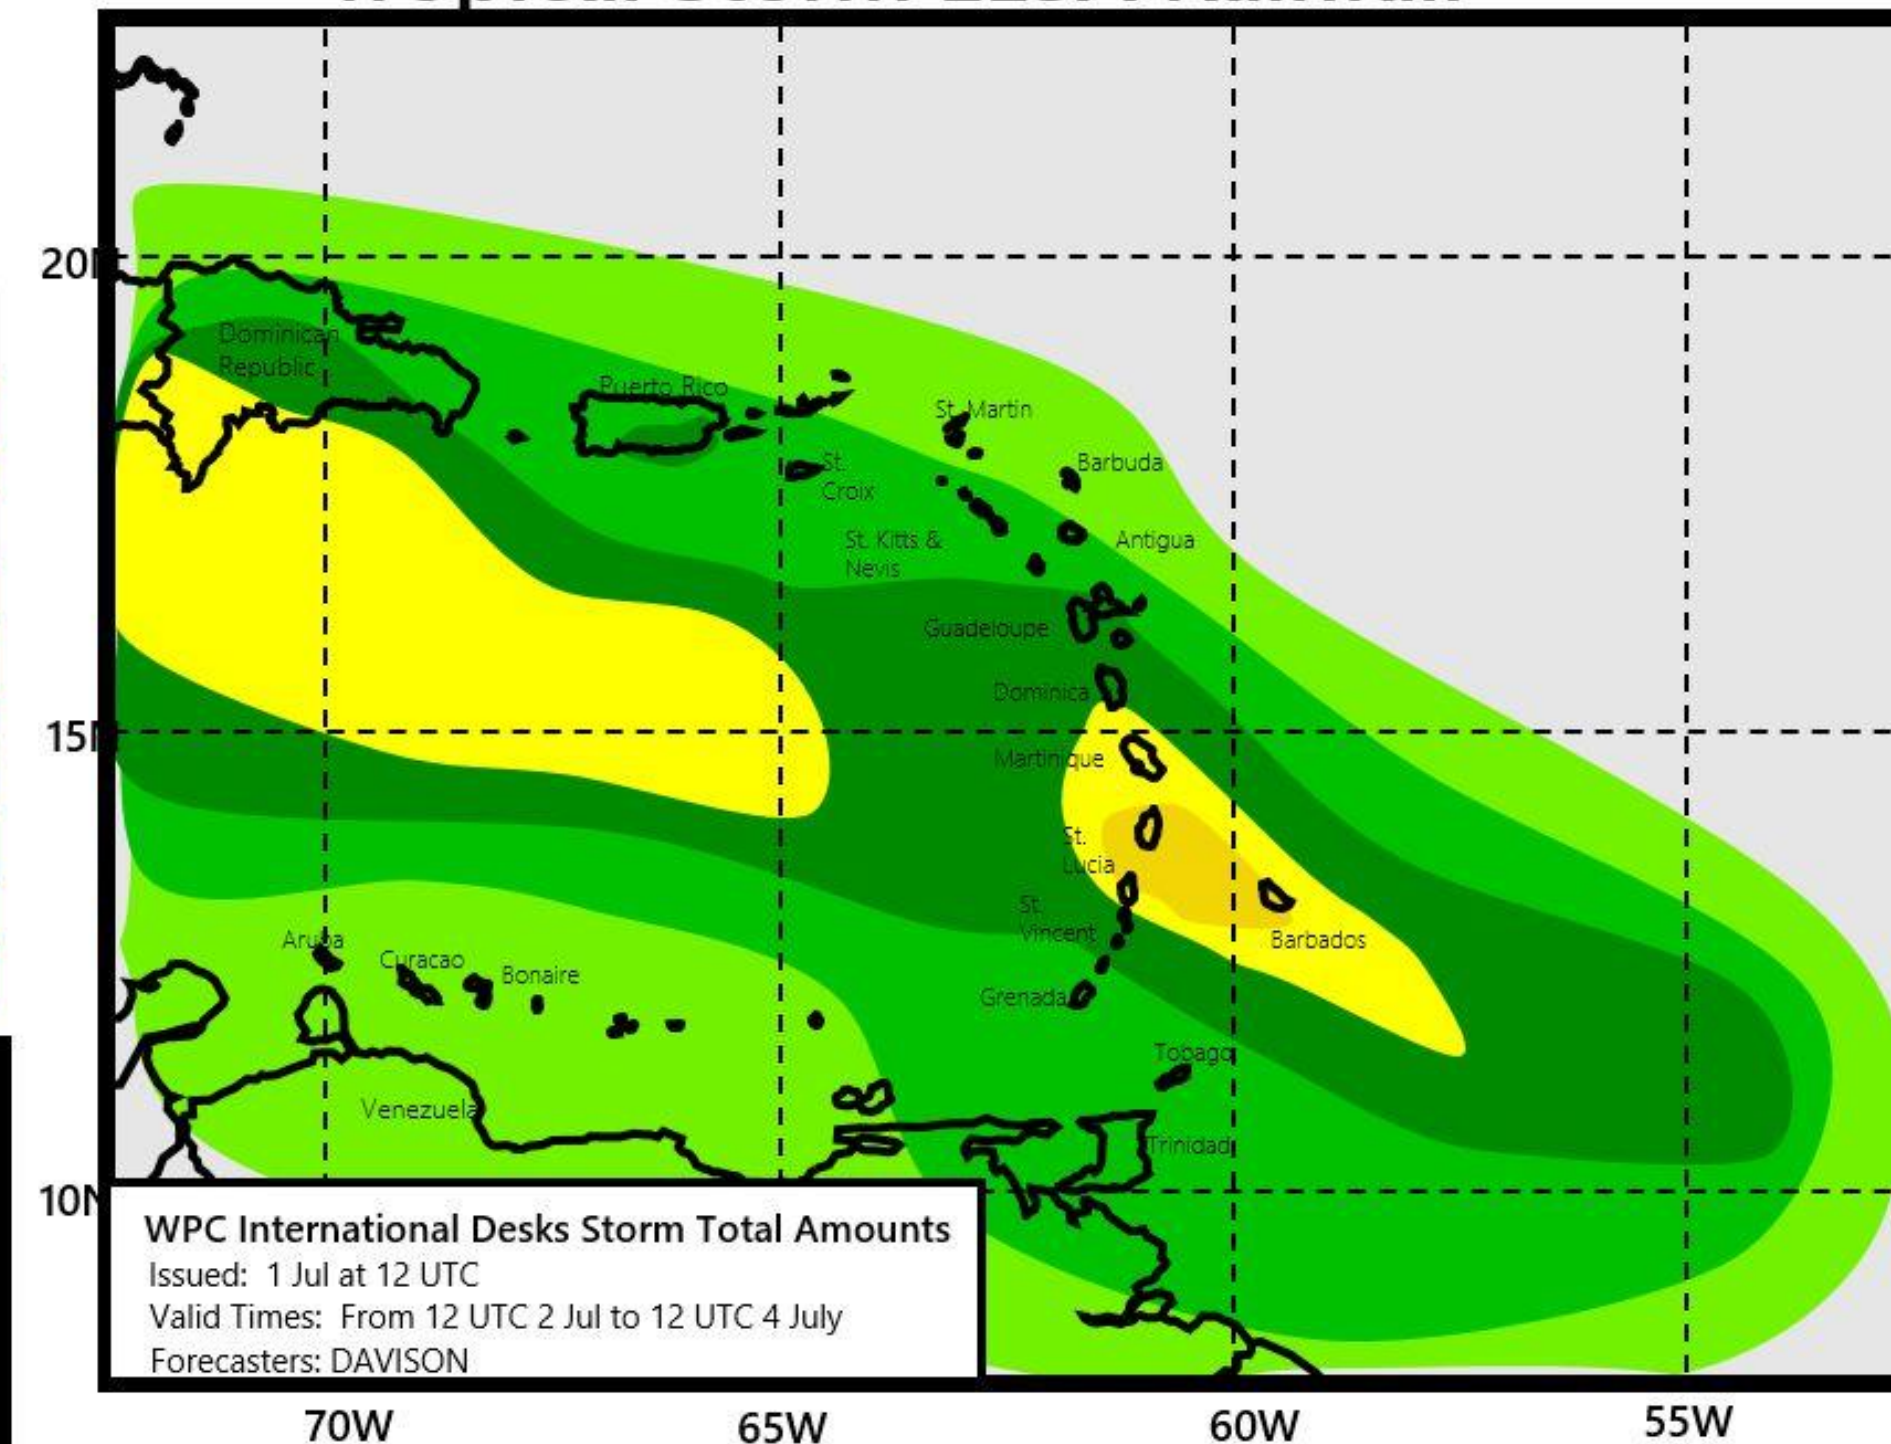 20N
Dominican
Republic
Puerto Rico
St. Martin
St.
Croix
Barbuda
St. Kitts &
Nevis
Antigua
Guadeloupe
Dominica
15N
Martinique
St.
Lucia
St.
Vincent
Barbados
Aruba
Curacao
Bonaire
Grenada
Tobago
Venezuela
Trinidad
10N
WPC International Desks Storm Total Amounts
Issued: 1 Jul at 12 UTC
Valid Times: From 12 UTC 2 Jul to 12 UTC 4 July
Forecasters: DAVISON
70W
65W
60W
55W